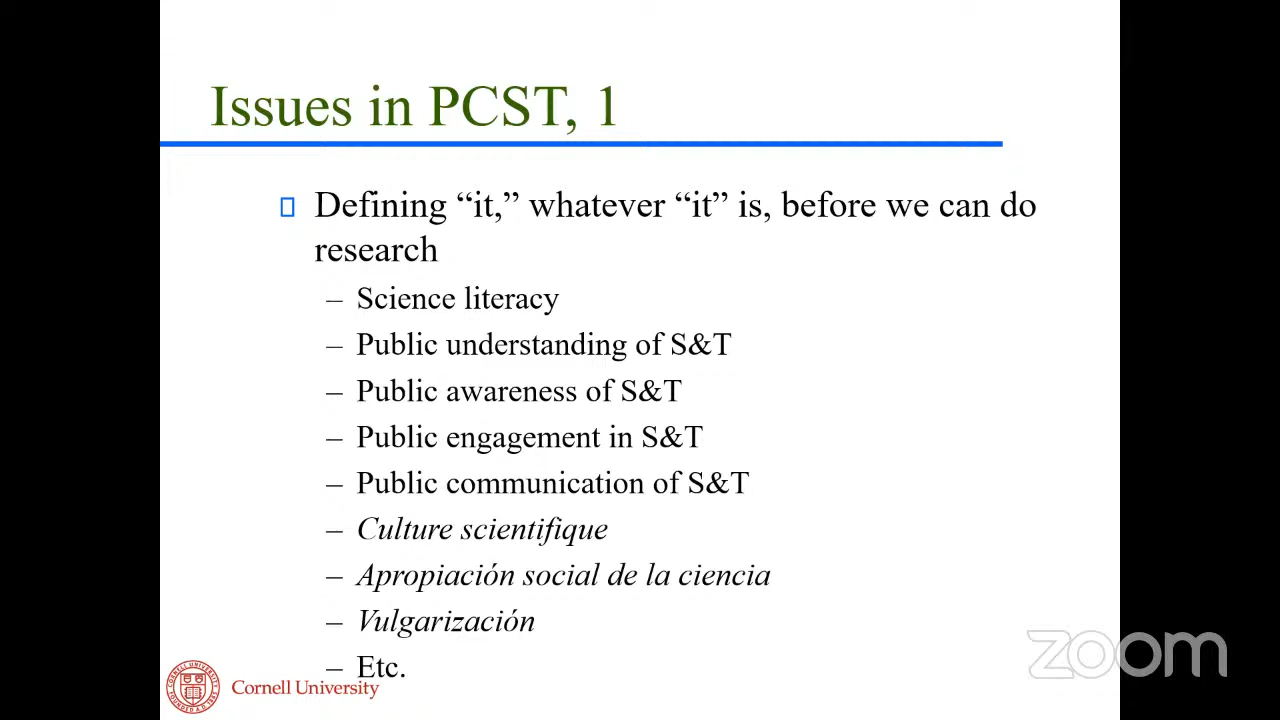 Issues in PCST, 1
Defining “it,” whatever “it” is, before we can do
research
– Science literacy
– Public understanding of S&T
– Public awareness of S&T
– Public engagement in S&T
– Public communication of S&T
– Culture scientifique
– Apropiación social de la ciencia
– Vulgarización
– Etc.
Cornell University
zoom